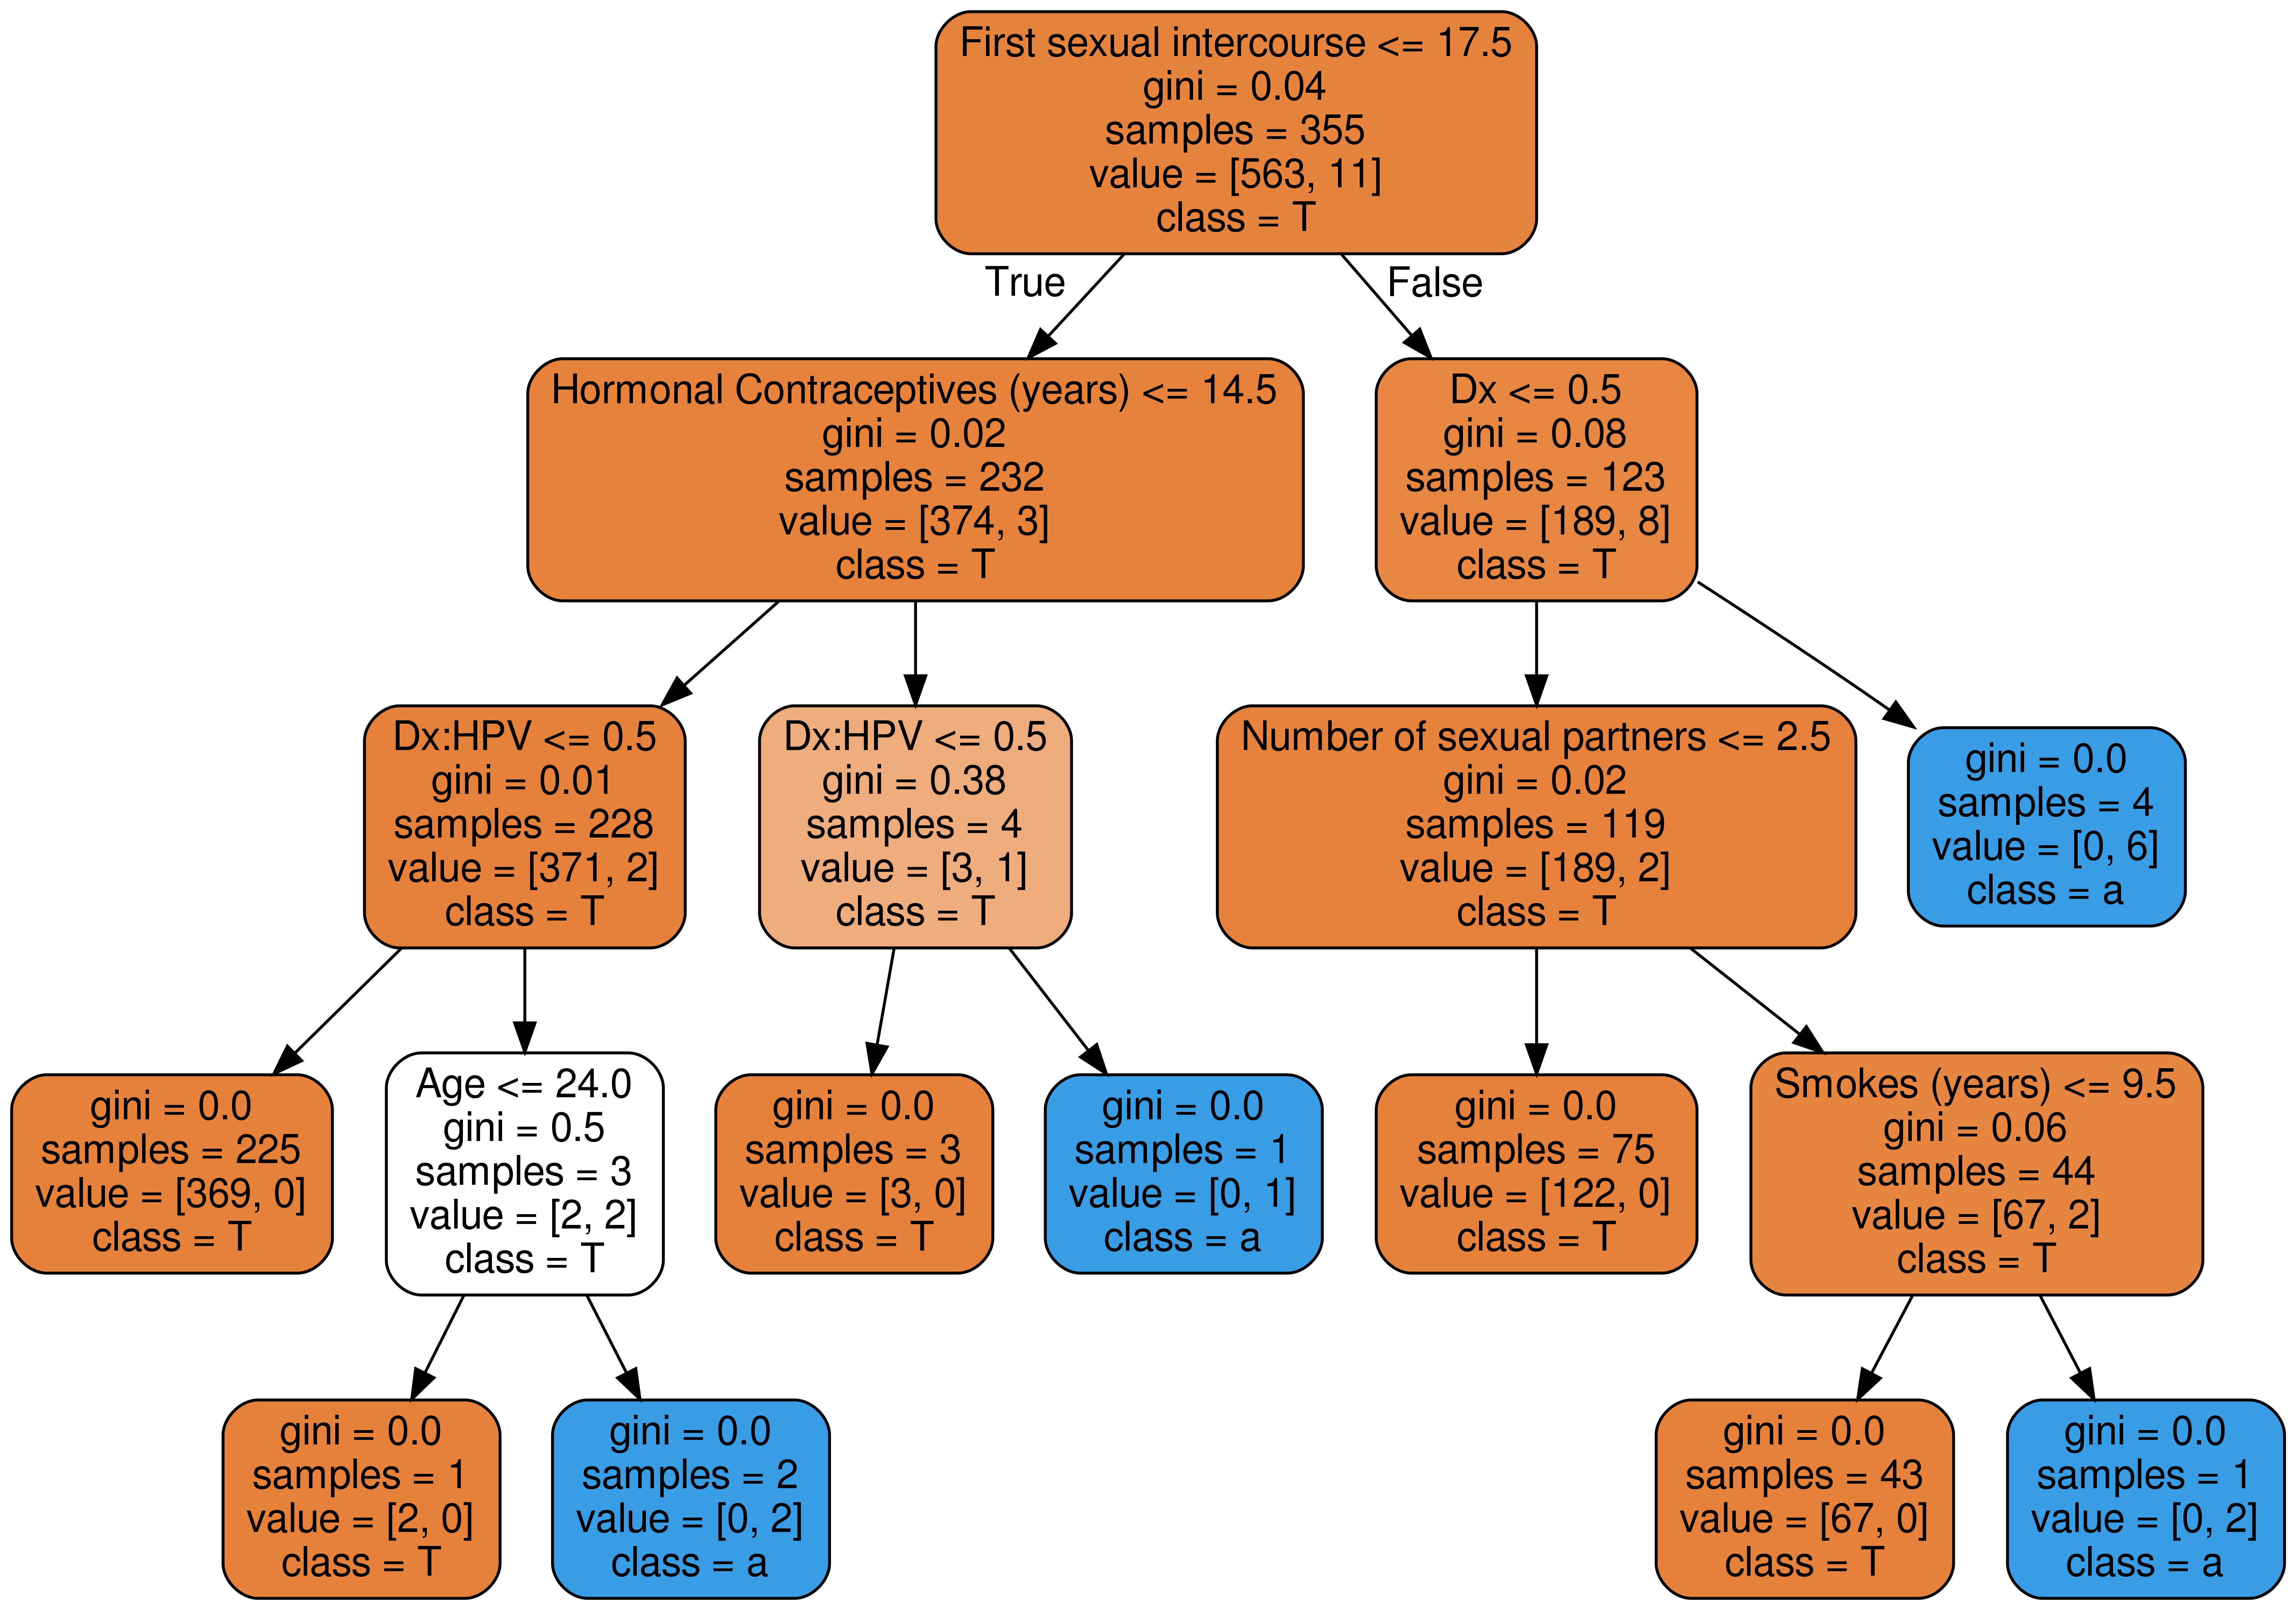 First sexual intercourse <= 17.5
gini = 0.04
samples = 355
value = [563, 11]
class = T
True
False
Hormonal Contraceptives (years) <= 14.5
gini = 0.02
samples = 232
value = [374, 3]
class = T
Dx <= 0.5
gini = 0.08
samples = 123
value = [189, 8]
class = T
Dx:HPV <= 0.5
gini = 0.01
samples = 228
value = [371, 2]
class = T
Dx:HPV <= 0.5
gini = 0.38
samples = 4
value = [3, 1]
class = T
Number of sexual partners <= 2.5
gini = 0.02
samples = 119
value = [189, 2]
class = T
gini = 0.0
samples = 4
value = [0, 6]
class = a
gini = 0.0
samples = 225
value = [369, 0]
class = T
Age <= 24.0
gini = 0.5
samples = 3
value = [2, 2]
class = T
gini = 0.0
samples = 3
value = [3, 0]
class = T
gini = 0.0
samples = 1
value = [0, 1]
class = a
gini = 0.0
samples = 75
value = [122, 0]
class = T
Smokes (years) <= 9.5
gini = 0.06
samples = 44
value = [67, 2]
class = T
gini = 0.0
samples = 1
value = [2, 0]
class = T
gini = 0.0
samples = 2
value = [0, 2]
class = a
gini = 0.0
samples = 43
value = [67, 0]
class = T
gini = 0.0
samples = 1
value = [0, 2]
class = a